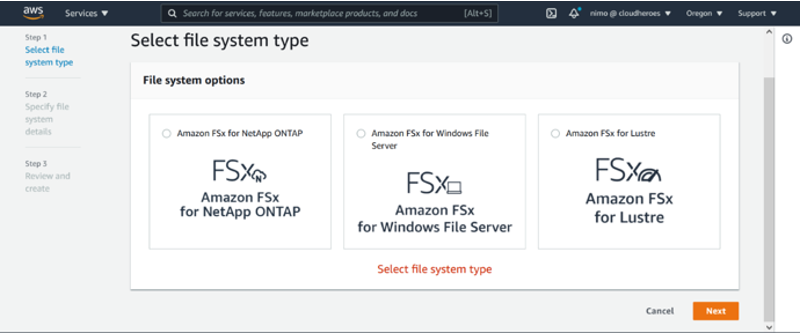 aws
Services ▼
Search for services, features, marketplace products, and docs
[Alt+S]
nimo @ cloudheroes ▼
Oregon ▼
Support ▼
Step 1
Select file
system type
Step 2
Specify file
system
details
Step 3
Review and
create
Select file system type
File system options
Amazon FSx for NetApp ONTAP
FSx
N
Amazon FSx
for NetApp ONTAP
Amazon FSx for Windows File
Server
FSx
Amazon FSx
for Windows File Server
Amazon FSx for Lustre
FSx
Amazon FSx
for Lustre
Select file system type
Cancel
Next